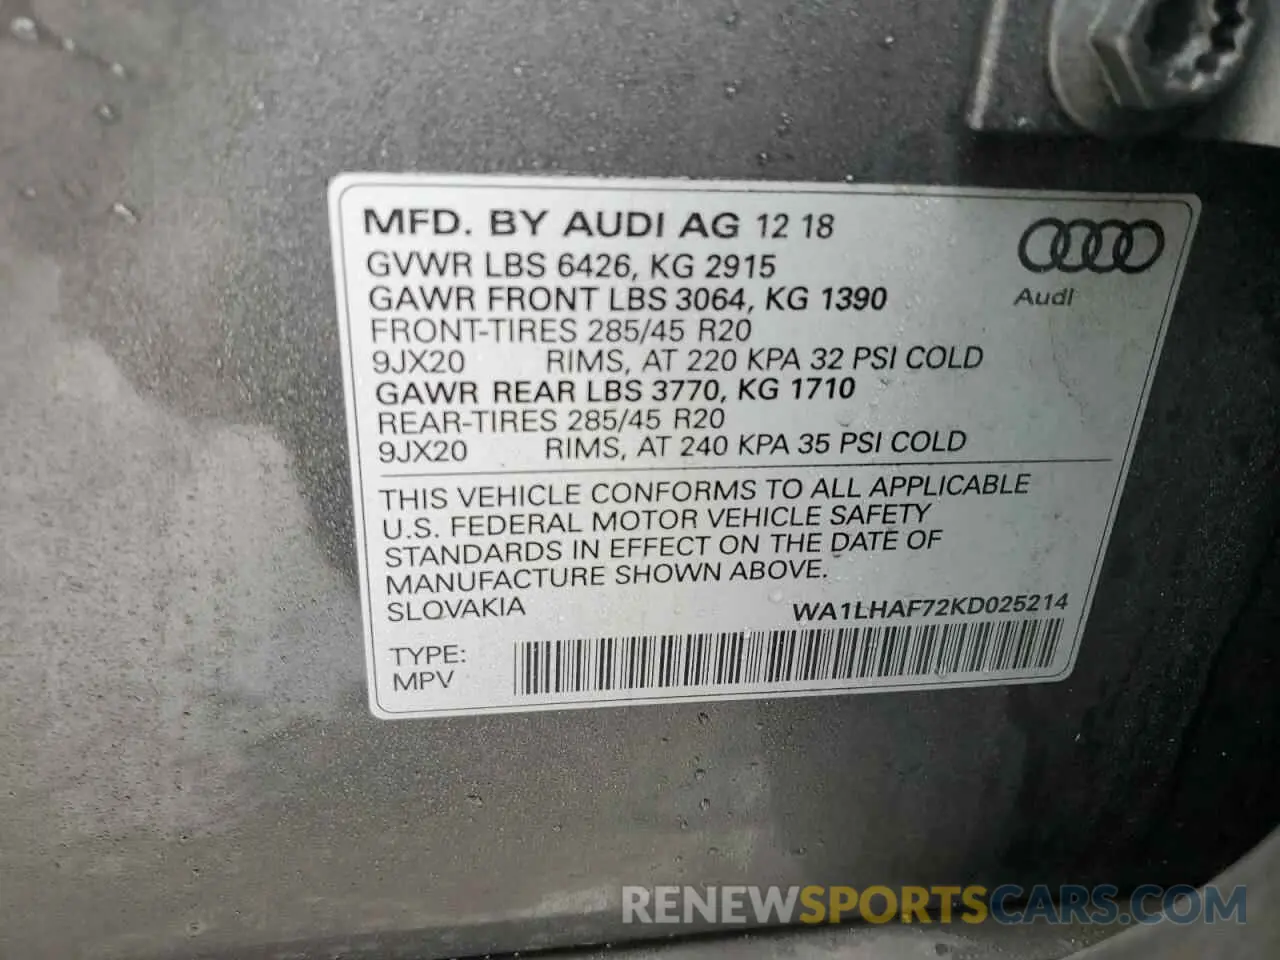 MFD. BY AUDI AG 12 18
GVWR LBS 6426, KG 2915
GAWR FRONT LBS 3064, KG 1390
FRONT-TIRES 285/45 R20
9JX20 RIMS, AT 220 KPA 32 PSI COLD
GAWR REAR LBS 3770, KG 1710
REAR-TIRES 285/45 R20
9JX20 RIMS, AT 240 KPA 35 PSI COLD
Audi
THIS VEHICLE CONFORMS TO ALL APPLICABLE
U.S. FEDERAL MOTOR VEHICLE SAFETY
STANDARDS IN EFFECT ON THE DATE OF
MANUFACTURE SHOWN ABOVE.
SLOVAKIA WA1LHAF72KD025214
TYPE:
MPV
RENEWSPORTSCARS.COM